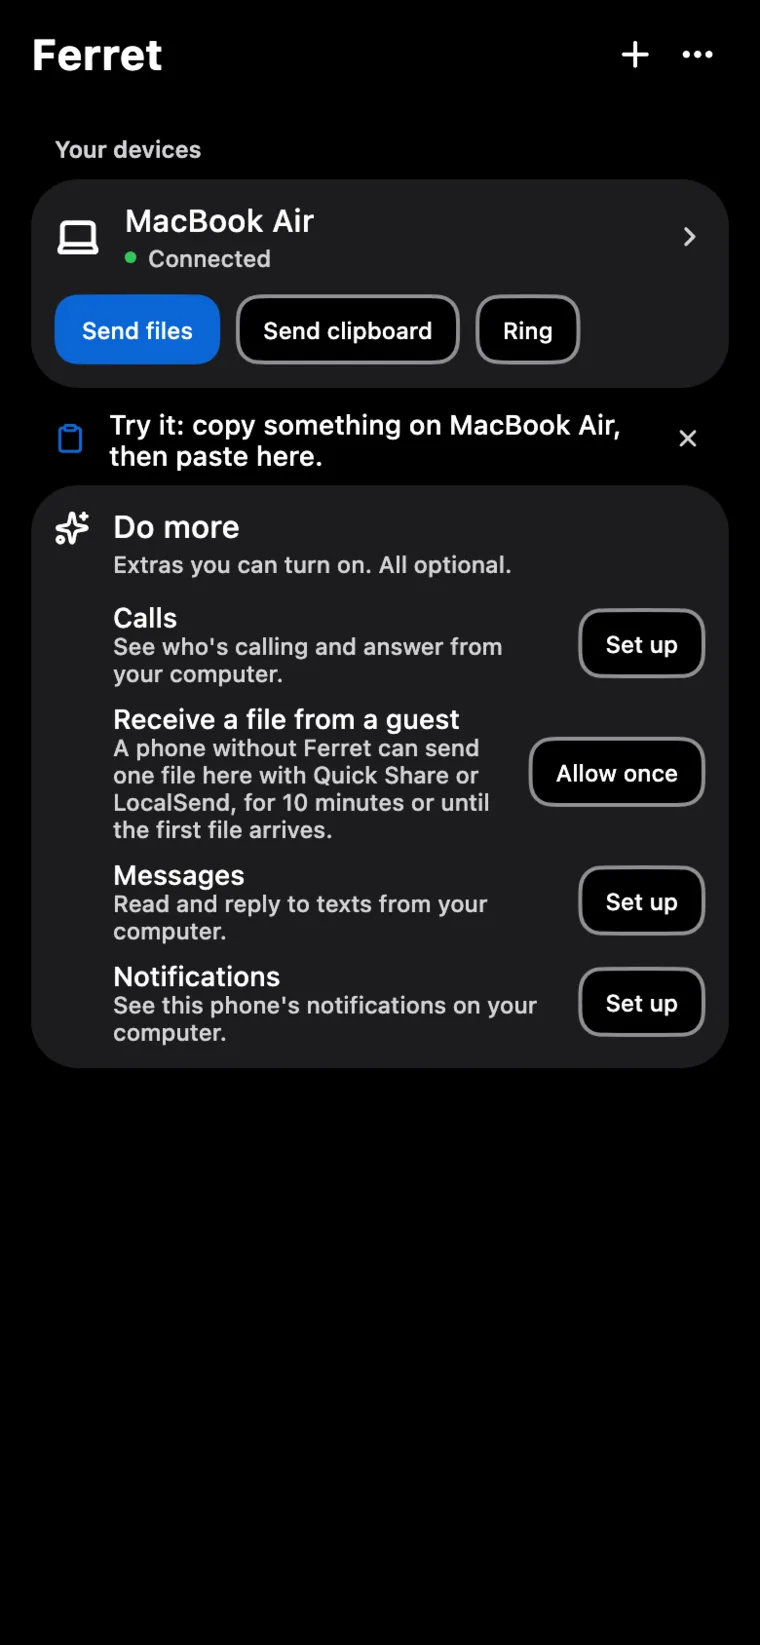 Ferret
Your devices
MacBook Air
Connected
Send files
Send clipboard
Ring
Try it: copy something on MacBook Air,
then paste here.
Do more
Extras you can turn on. All optional.
Calls
See who's calling and answer from
your computer.
Set up
Receive a file from a guest
A phone without Ferret can send
one file here with Quick Share or
LocalSend, for 10 minutes or until
the first file arrives.
Allow once
Messages
Read and reply to texts from your
computer.
Set up
Notifications
See this phone's notifications on your
computer.
Set up